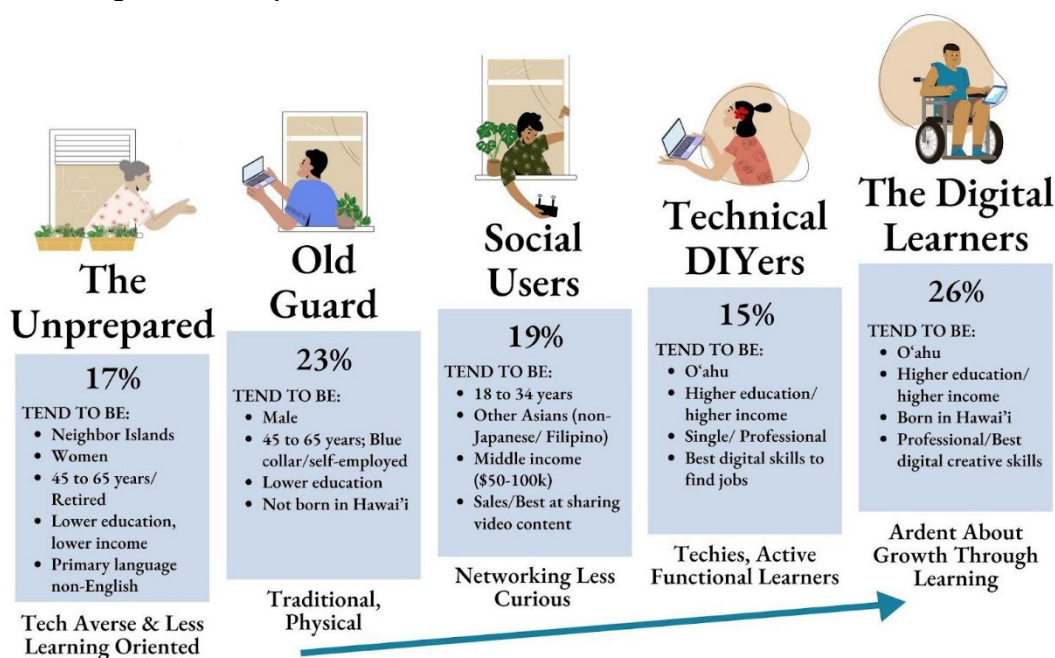 The
Unprepared
17%
TEND TO BE:
• Neighbor Islands
• Women
• 45 to 65 years/
Retired
• Lower education,
lower income
• Primary language
non-English
Tech Averse & Less
Learning Oriented
Old
Guard
23%
TEND TO BE:
• Male
• 45 to 65 years; Blue
collar/self-employed
• Lower education
• Not born in Hawai'i
Traditional,
Physical
Social
Users
19%
TEND TO BE:
• 18 to 34 years
• Other Asians (non-
Japanese/ Filipino)
• Middle income
($50-100k)
• Sales/Best at sharing
video content
Networking Less
Curious
Technical
DIYers
15%
TEND TO BE:
• Oʻahu
• Higher education/
higher income
• Single/ Professional
• Best digital skills to
find jobs
Techies, Active
Functional Learners
The Digital
Learners
26%
TEND TO BE:
• Oʻahu
• Higher education/
higher income
• Born in Hawai'i
• Professional/Best
digital creative skills
Ardent About
Growth Through
Learning